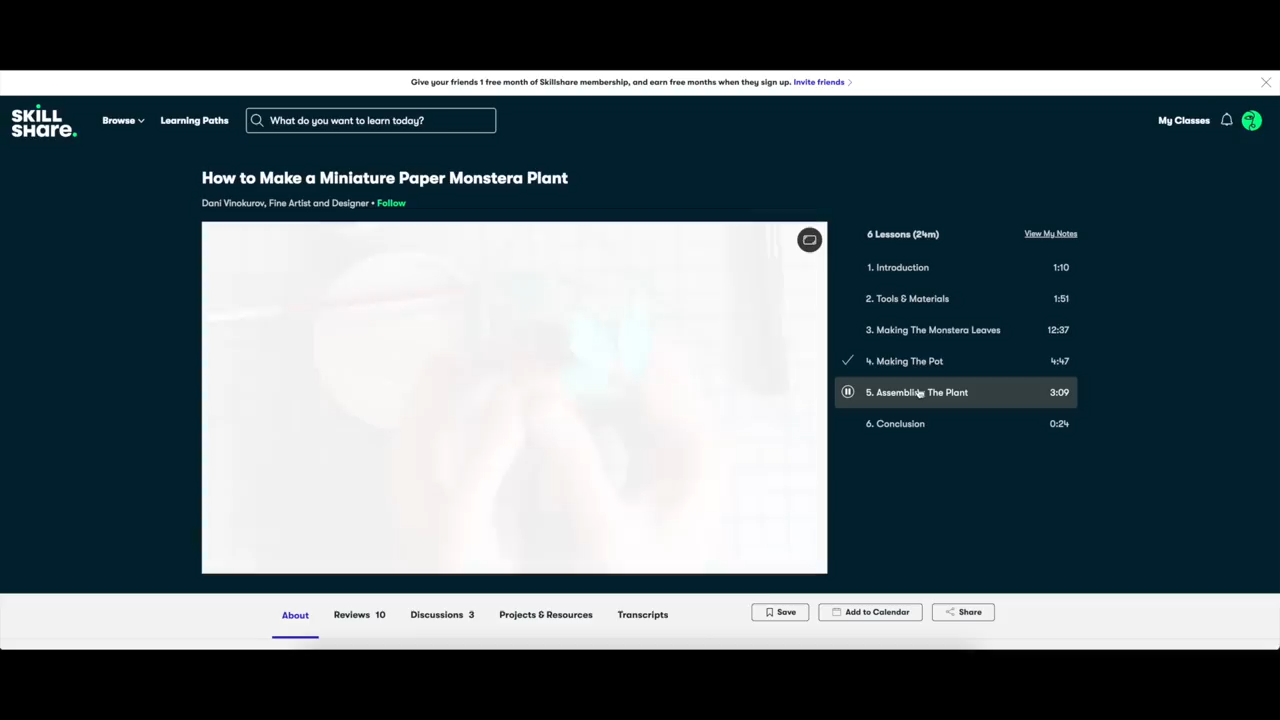 Give your friends 1 free month of Skillshare membership, and earn free months when they sign up. Invite friends >
SKILL SHARE.
Browse
Learning Paths
What do you want to learn today?
My Classes
How to Make a Miniature Paper Monstera Plant
Dani Vinokurov, Fine Artist and Designer • Follow
6 Lessons (24m)
View My Notes
1. Introduction 1:10
2. Tools & Materials 1:51
3. Making The Monstera Leaves 12:37
4. Making The Pot 4:47
5. Assembling The Plant 3:09
6. Conclusion 0:24
About
Reviews 10
Discussions 3
Projects & Resources
Transcripts
Save
Add to Calendar
Share